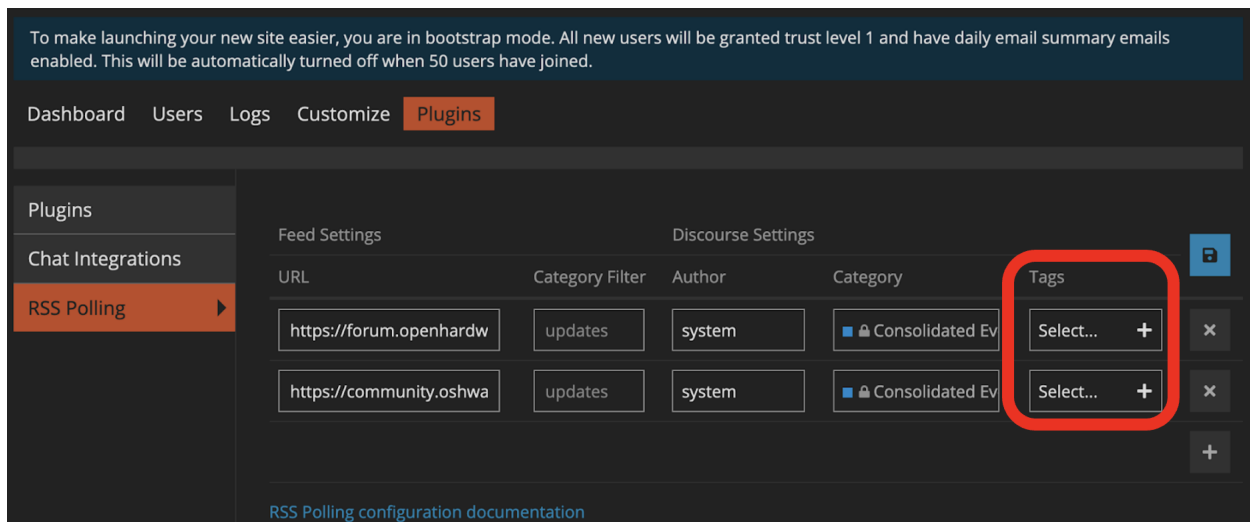 To make launching your new site easier, you are in bootstrap mode. All new users will be granted trust level 1 and have daily email summary emails
enabled. This will be automatically turned off when 50 users have joined.
Dashboard Users Logs Customize Plugins
Plugins
Chat Integrations
RSS Polling
Feed Settings Discourse Settings
URL Category Filter Author Category Tags
https://forum.openhardw updates system Consolidated Ev Select... +
https://community.oshwa updates system Consolidated Ev Select... +
RSS Polling configuration documentation